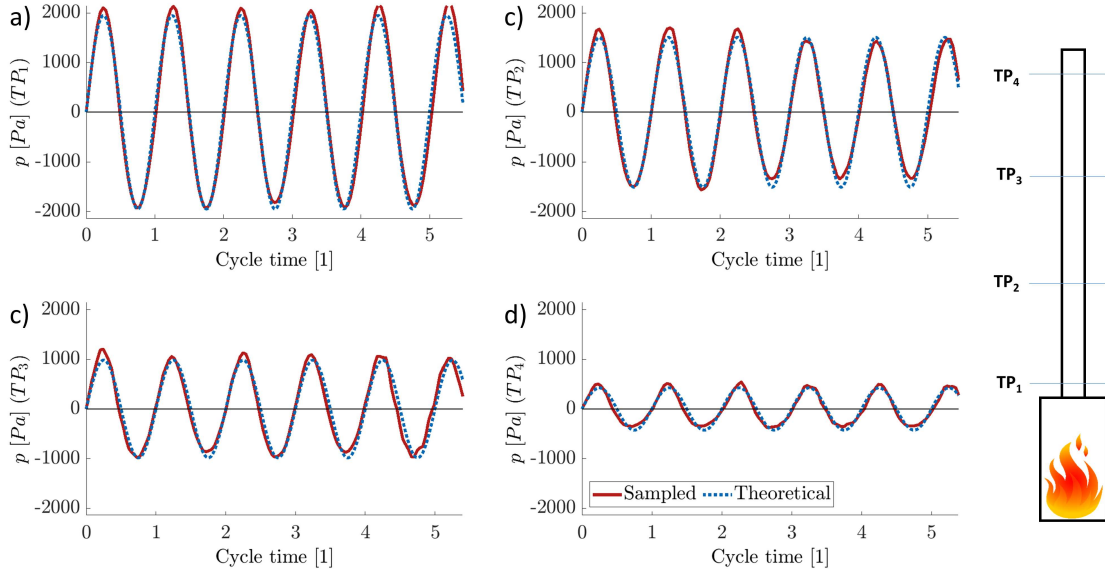 a)
p [Pa] (TP₁)
2000
1000
0
-1000
-2000
0 1 2 3 4 5
Cycle time [1]
c)
p [Pa] (TP₂)
2000
1000
0
-1000
-2000
0 1 2 3 4 5
Cycle time [1]
c)
p [Pa] (TP₃)
2000
1000
0
-1000
-2000
0 1 2 3 4 5
Cycle time [1]
d)
p [Pa] (TP₄)
2000
1000
0
-1000
-2000
Sampled Theoretical
0 1 2 3 4 5
Cycle time [1]
TP₄
TP₃
TP₂
TP₁